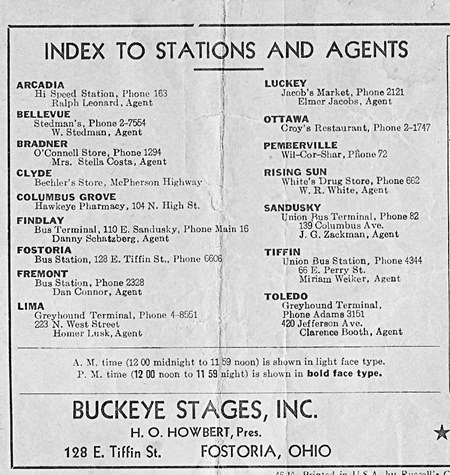 INDEX TO STATIONS AND AGENTS
ARCADIA
Hi Speed Station, Phone 163
Ralph Leonard, Agent
BELLEVUE
Stedman's, Phone 2-7554
W. Stedman, Agent
BRADNER
O'Connell Store, Phone 1294
Mrs. Stella Costa, Agent
CLYDE
Bechler's Store, McPherson Highway
COLUMBUS GROVE
Hawkeye Pharmacy, 104 N. High St.
FINDLAY
Bus Terminal, 110 E. Sandusky, Phone Main 16
Danny Schatzberg, Agent
FOSTORIA
Bus Station, 128 E. Tiffin St., Phone 6606
FREMONT
Bus Station, Phone 2328
Dan Connor, Agent
LIMA
Greyhound Terminal, Phone 4-8551
223 N. West Street
Homer Lusk, Agent
LUCKEY
Jacob's Market, Phone 2121
Elmer Jacobs, Agent
OTTAWA
Croy's Restaurant, Phone 2-1747
PEMBERVILLE
Wil-Cor-Shar, Phone 72
RISING SUN
White's Drug Store, Phone 662
W. R. White, Agent
SANDUSKY
Union Bus Terminal, Phone 82
139 Columbus Ave.
J. G. Zackman, Agent
TIFFIN
Union Bus Station, Phone 4344
66 E. Perry St.
Miriam Weiker, Agent
TOLEDO
Greyhound Terminal,
Phone Adams 3151
420 Jefferson Ave.
Clarence Booth, Agent
A. M. time (12 00 midnight to 11 59 noon) is shown in light face type.
P. M. time (12 00 noon to 11 59 night) is shown in bold face type.
BUCKEYE STAGES, INC.
H. O. HOWBERT, Pres.
128 E. Tiffin St. FOSTORIA, OHIO
Printed in U.S.A. by Russell's